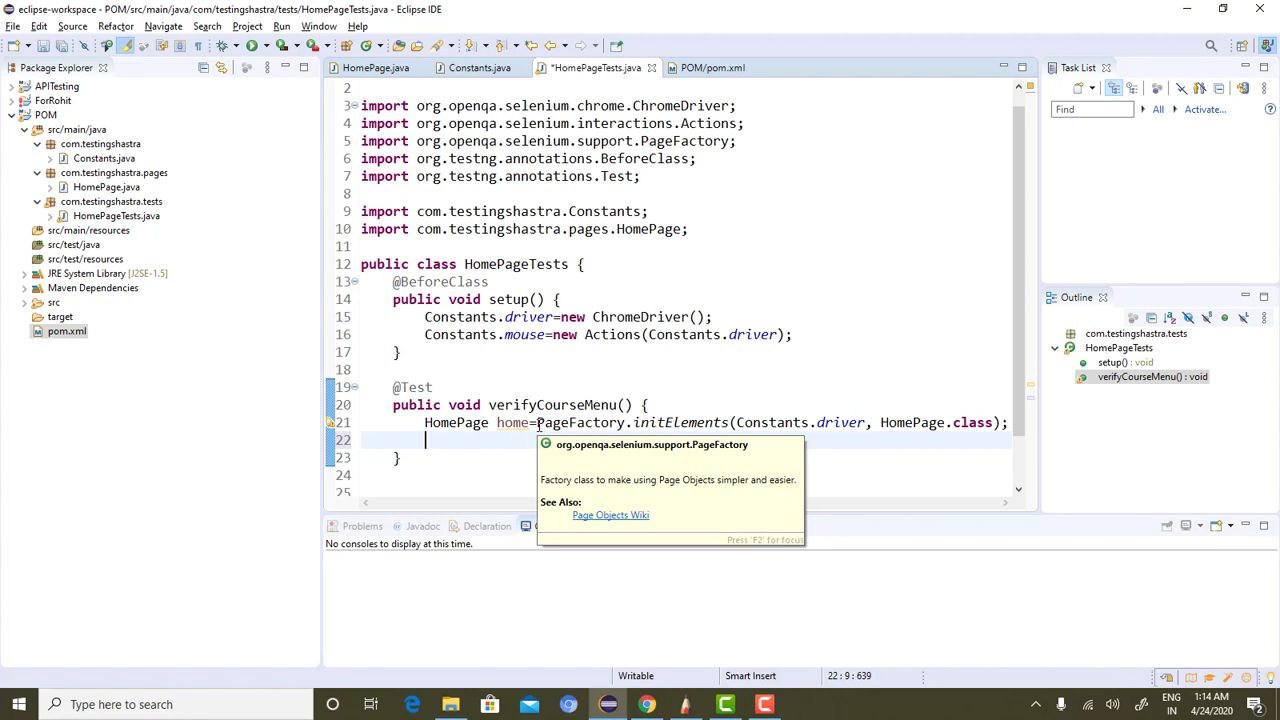 eclipse-workspace - POM/src/main/java/com/testingshastra/tests/HomePageTests.java - Eclipse IDE
File Edit Source Refactor Navigate Search Project Run Window Help
Package Explorer
APITesting
ForRohit
POM
src/main/java
com.testingshastra
Constants.java
com.testingshastra.pages
HomePage.java
com.testingshastra.tests
HomePageTests.java
src/main/resources
src/test/java
src/test/resources
JRE System Library [J2SE-1.5]
Maven Dependencies
src
target
pom.xml
HomePage.java Constants.java *HomePageTests.java POM/pom.xml
2
3 import org.openqa.selenium.chrome.ChromeDriver;
4 import org.openqa.selenium.interactions.Actions;
5 import org.openqa.selenium.support.PageFactory;
6 import org.testng.annotations.BeforeClass;
7 import org.testng.annotations.Test;
8
9 import com.testingshastra.Constants;
10 import com.testingshastra.pages.HomePage;
11
12 public class HomePageTests {
13 @BeforeClass
14 public void setup() {
15 Constants.driver=new ChromeDriver();
16 Constants.mouse=new Actions(Constants.driver);
17 }
18
19 @Test
20 public void verifyCourseMenu() {
21 HomePage home=PageFactory.initElements(Constants.driver, HomePage.class);
22
23 }
24
25
org.openqa.selenium.support.PageFactory
Factory class to make using Page Objects simpler and easier.
See Also:
Page Objects Wiki
Press 'F2' for focus
Problems Javadoc Declaration
No consoles to display at this time.
Task List
Find All Activate...
Outline
com.testingshastra.tests
HomePageTests
setup() : void
verifyCourseMenu() : void
Writable Smart Insert 22 : 9 : 639
Type here to search
ENG
IN
1:14 AM
4/24/2020